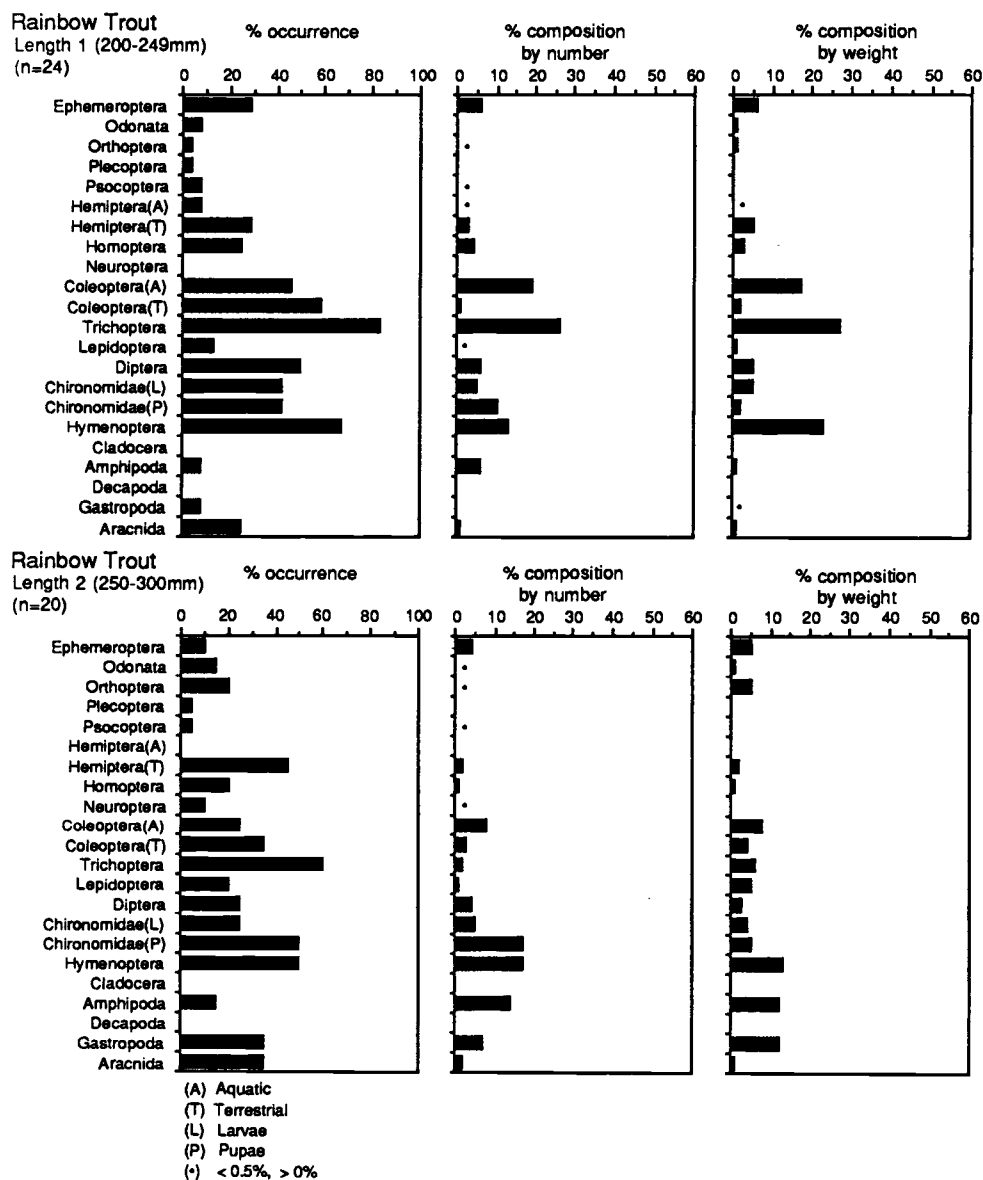 Rainbow Trout
Length 1 (200-249mm)
(n=24)
% occurrence
% composition
by number
% composition
by weight
0 20 40 60 80 100
0 10 20 30 40 50 60
0 10 20 30 40 50 60
Ephemeroptera
Odonata
Orthoptera
Plecoptera
Psocoptera
Hemiptera(A)
Hemiptera(T)
Homoptera
Neuroptera
Coleoptera(A)
Coleoptera(T)
Trichoptera
Lepidoptera
Diptera
Chironomidae(L)
Chironomidae(P)
Hymenoptera
Cladocera
Amphipoda
Decapoda
Gastropoda
Aracnida
Rainbow Trout
Length 2 (250-300mm)
(n=20)
% occurrence
% composition
by number
% composition
by weight
0 20 40 60 80 100
0 10 20 30 40 50 60
0 10 20 30 40 50 60
Ephemeroptera
Odonata
Orthoptera
Plecoptera
Psocoptera
Hemiptera(A)
Hemiptera(T)
Homoptera
Neuroptera
Coleoptera(A)
Coleoptera(T)
Trichoptera
Lepidoptera
Diptera
Chironomidae(L)
Chironomidae(P)
Hymenoptera
Cladocera
Amphipoda
Decapoda
Gastropoda
Aracnida
(A) Aquatic
(T) Terrestrial
(L) Larvae
(P) Pupae
(•) < 0.5%, > 0%